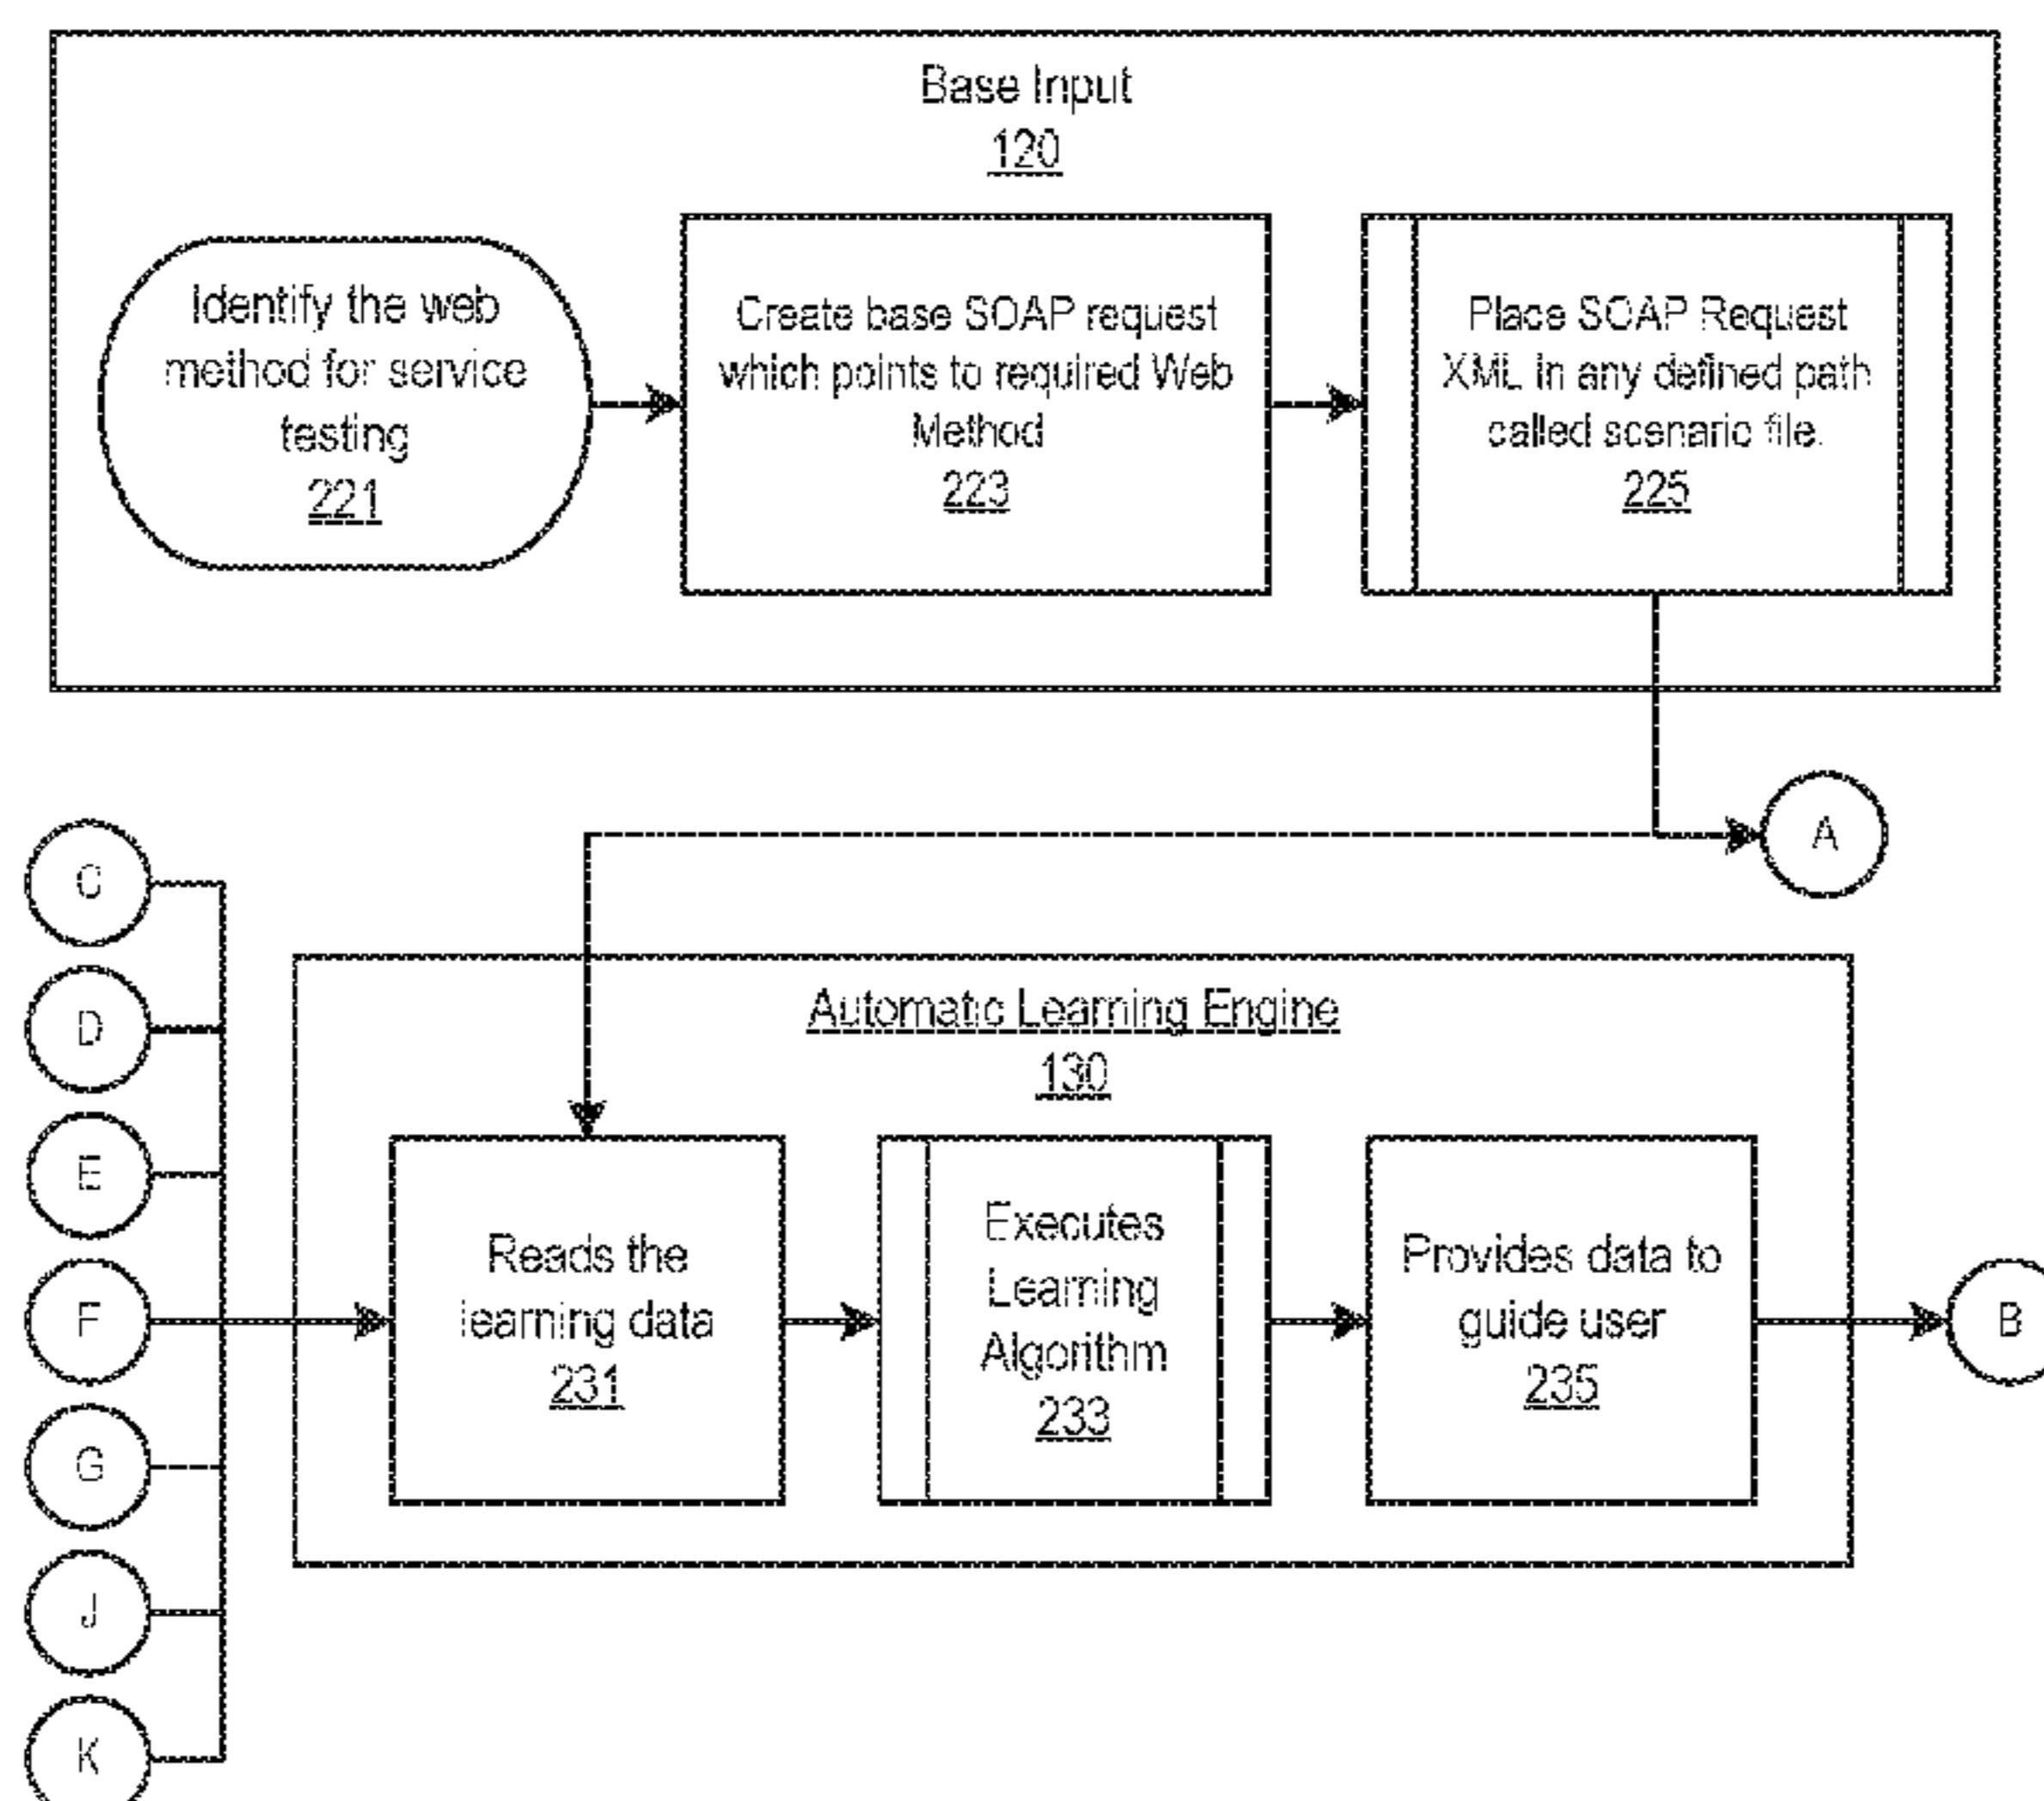 Base Input
120
Identify the web
method for service
testing
221
Create base SOAP request
which points to required Web
Method
223
Place SOAP Request
XML in any defined path
called scenario file.
225
A
C
D
E
F
G
J
K
Automatic Learning Engine
130
Reads the
learning data
231
Executes
Learning
Algorithm
233
Provides data to
guide user
235
B